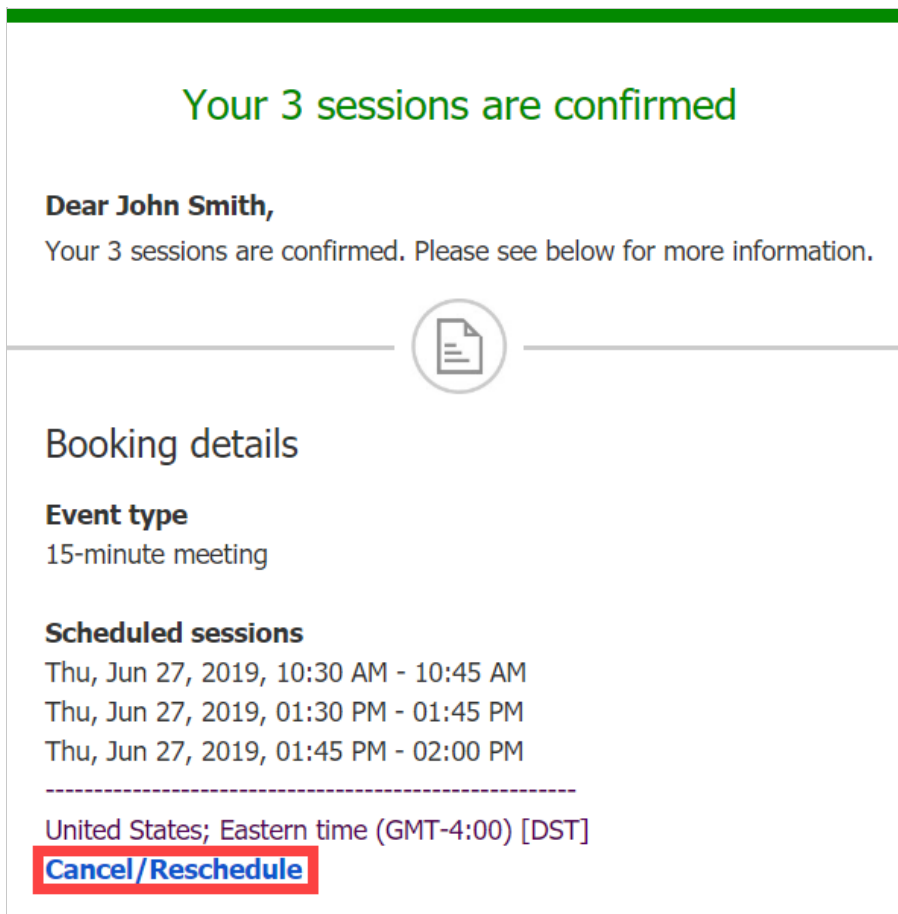 Your 3 sessions are confirmed
Dear John Smith,
Your 3 sessions are confirmed. Please see below for more information.
Booking details
Event type
15-minute meeting
Scheduled sessions
Thu, Jun 27, 2019, 10:30 AM - 10:45 AM
Thu, Jun 27, 2019, 01:30 PM - 01:45 PM
Thu, Jun 27, 2019, 01:45 PM - 02:00 PM
-------------------------------------------------------
United States; Eastern time (GMT-4:00) [DST]
Cancel/Reschedule